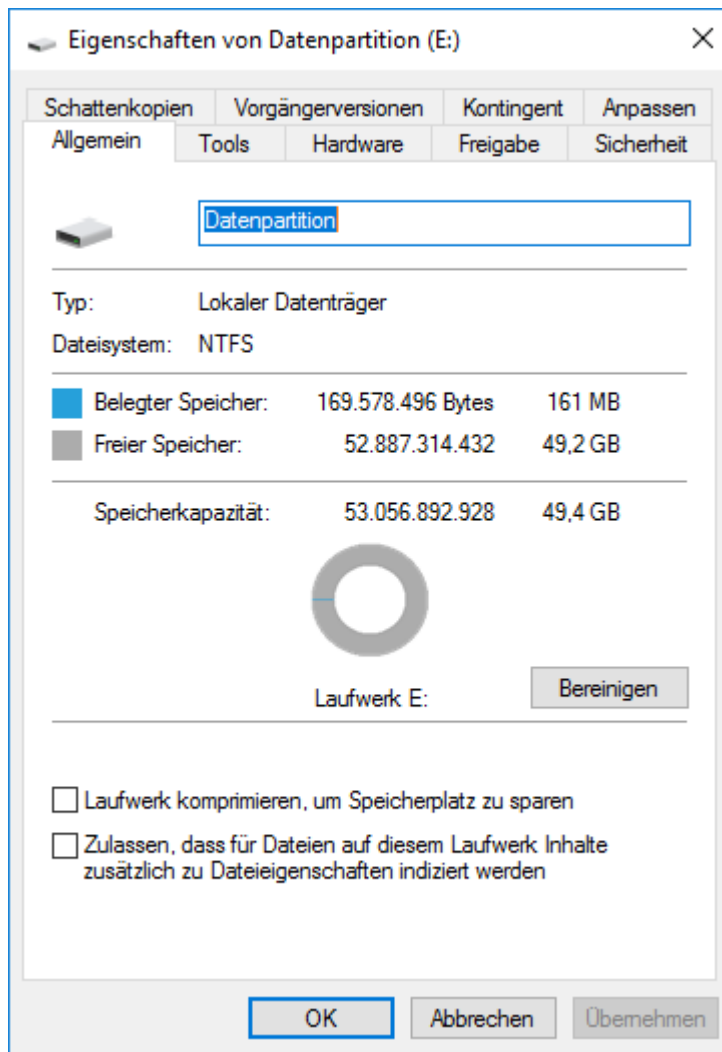 Eigenschaften von Datenpartition (E:)
Schattenkopien Vorgängerversionen Kontingent Anpassen
Allgemein Tools Hardware Freigabe Sicherheit
Datenpartition
Typ: Lokaler Datenträger
Dateisystem: NTFS
Belegter Speicher: 169.578.496 Bytes 161 MB
Freier Speicher: 52.887.314.432 49,2 GB
Speicherkapazität: 53.056.892.928 49,4 GB
Laufwerk E: Bereinigen
Laufwerk komprimieren, um Speicherplatz zu sparen
Zulassen, dass für Dateien auf diesem Laufwerk Inhalte
zusätzlich zu Dateieigenschaften indiziert werden
OK Abbrechen Übernehmen